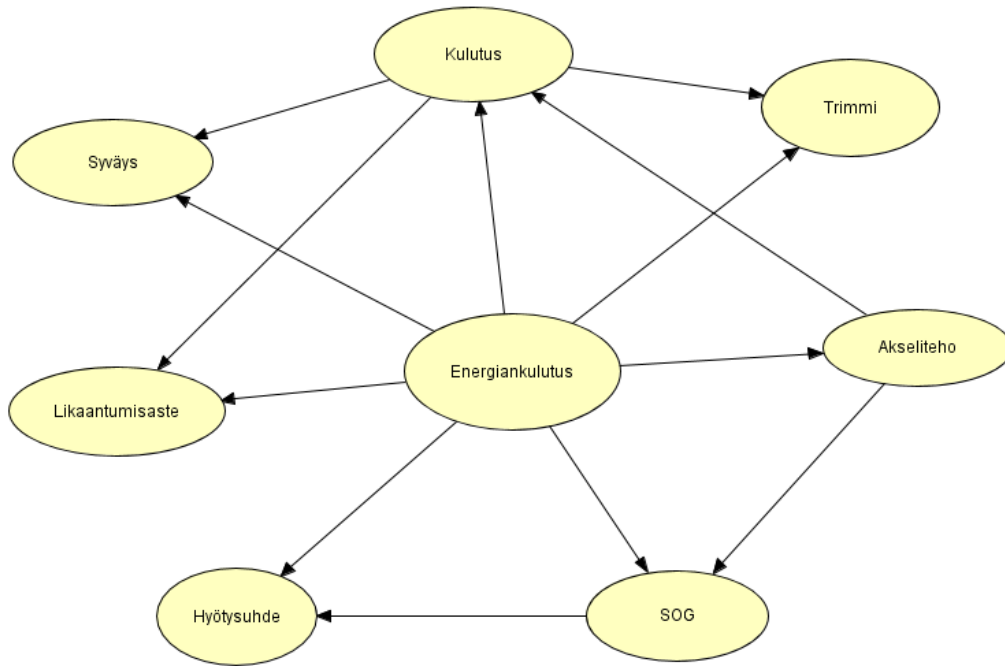 Kulutus
Trimmi
Syväys
Akseliteho
Energiankulutus
Likaantumisaste
Hyötysuhde
SOG